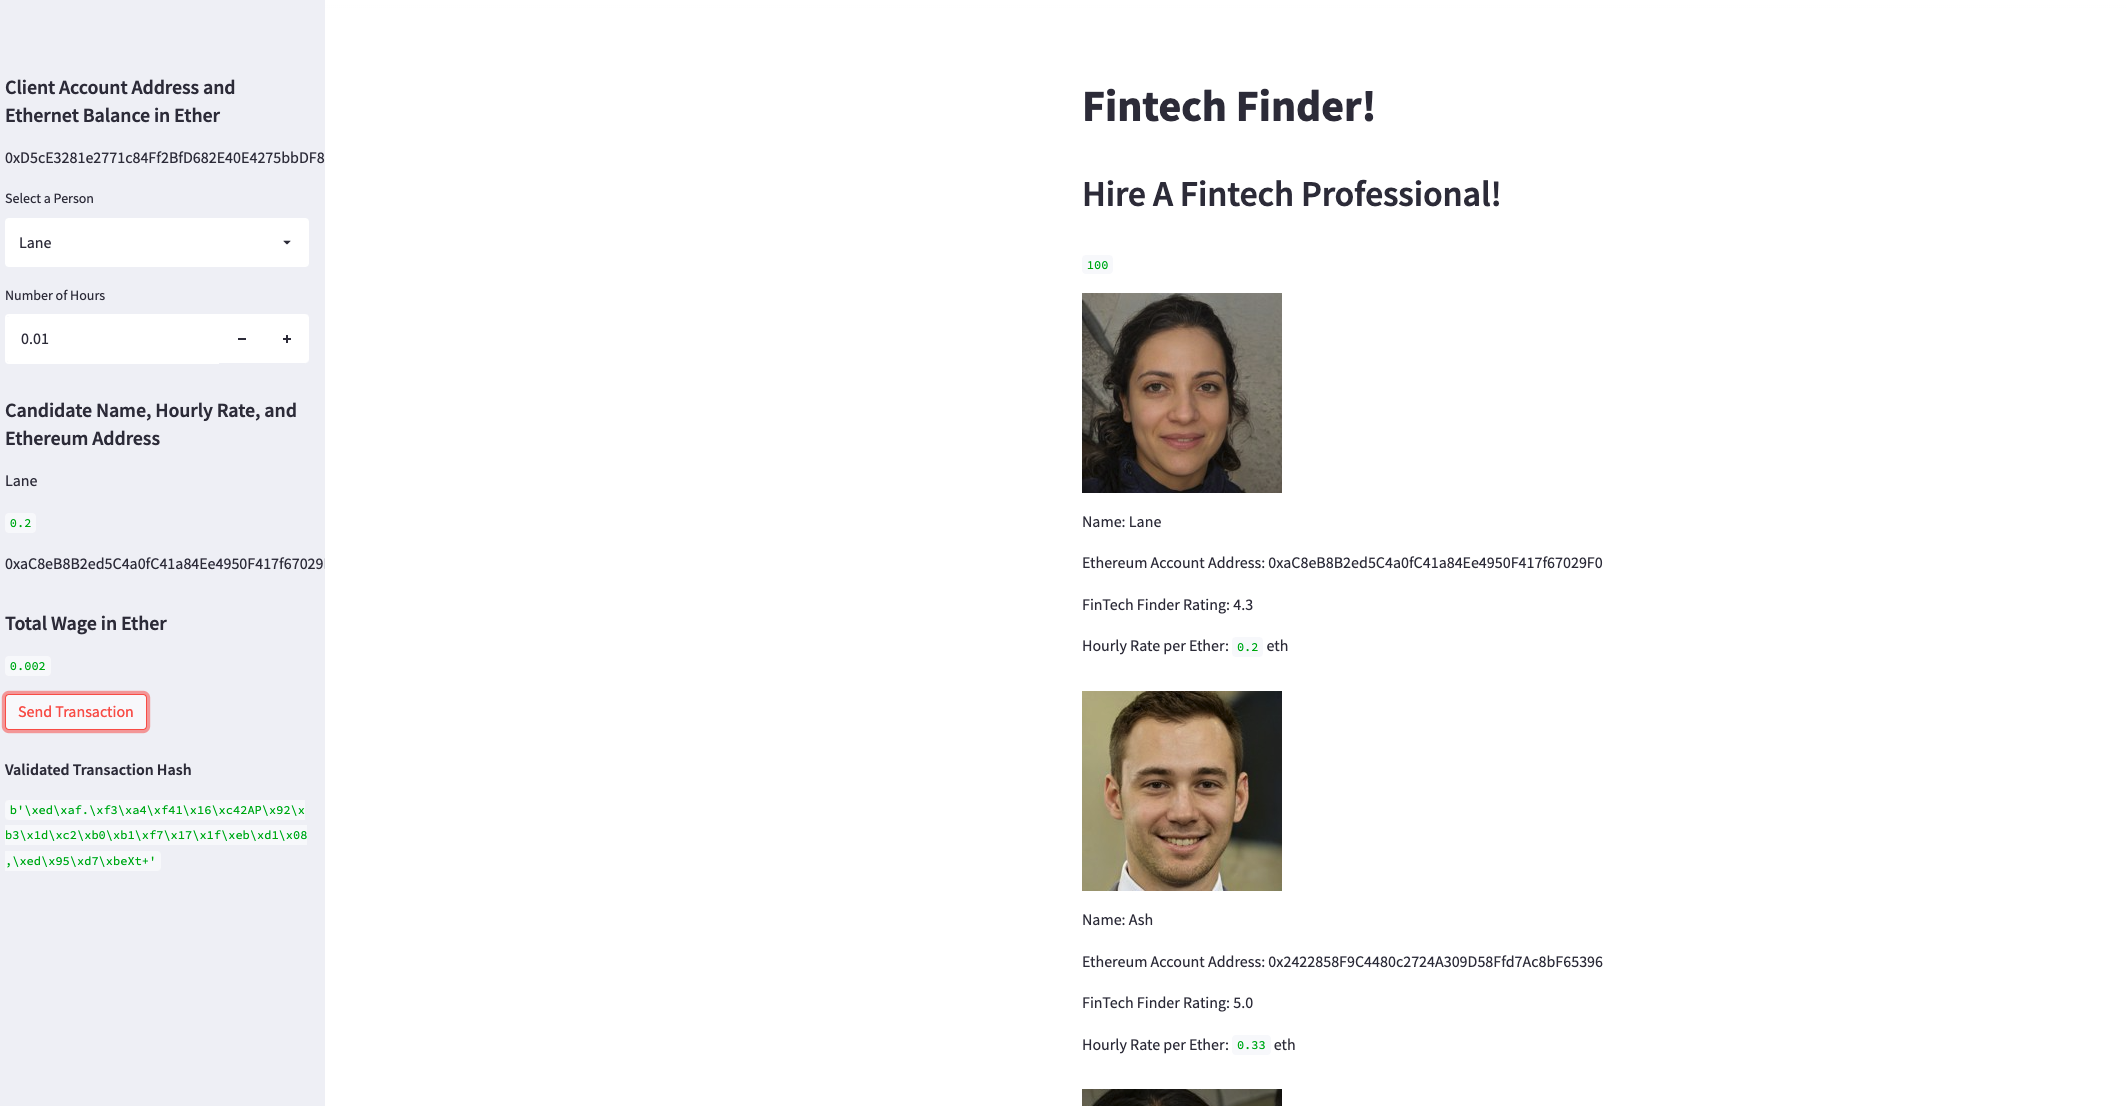 Client Account Address and
Ethernet Balance in Ether
0xD5cE3281e2771c84Ff2BfD682E40E4275bbDF8
Select a Person
Lane
Number of Hours
0.01
Candidate Name, Hourly Rate, and
Ethereum Address
Lane
0.2
0xaC8eB8B2ed5C4a0fC41a84Ee4950F417f67029
Total Wage in Ether
0.002
Send Transaction
Validated Transaction Hash
b'\xed\xaf.\xf3\xa4\xf41\x16\xc42AP\x92\x
b3\x1d\xc2\xb0\xb1\xf7\x17\x1f\xeb\xd1\x08
,\xed\x95\xd7\xbeXt+'
Fintech Finder!
Hire A Fintech Professional!
100
Name: Lane
Ethereum Account Address: 0xaC8eB8B2ed5C4a0fC41a84Ee4950F417f67029F0
FinTech Finder Rating: 4.3
Hourly Rate per Ether: 0.2 eth
Name: Ash
Ethereum Account Address: 0x2422858F9C4480c2724A309D58Ffd7Ac8bF65396
FinTech Finder Rating: 5.0
Hourly Rate per Ether: 0.33 eth